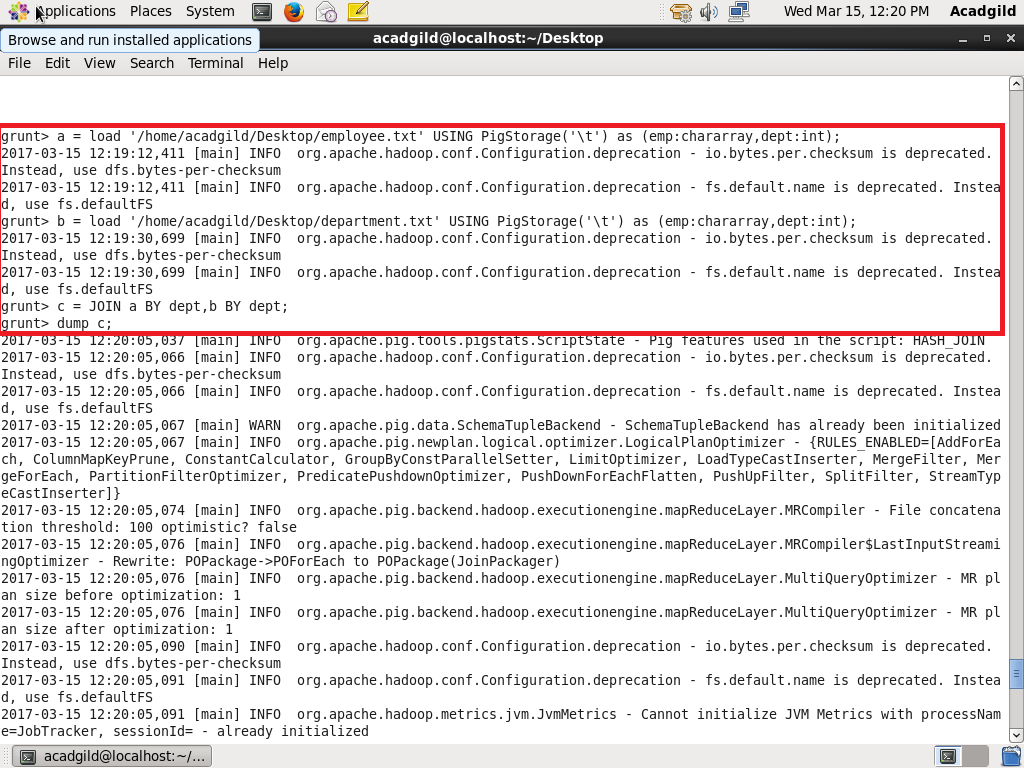 Applications Places System
Wed Mar 15, 12:20 PM Acadgild
Browse and run installed applications
acadgild@localhost:~/Desktop
File Edit View Search Terminal Help
grunt> a = load '/home/acadgild/Desktop/employee.txt' USING PigStorage('\t') as (emp:chararray,dept:int);
2017-03-15 12:19:12,411 [main] INFO  org.apache.hadoop.conf.Configuration.deprecation - io.bytes.per.checksum is deprecated.
Instead, use dfs.bytes-per-checksum
2017-03-15 12:19:12,411 [main] INFO  org.apache.hadoop.conf.Configuration.deprecation - fs.default.name is deprecated. Instea
d, use fs.defaultFS
grunt> b = load '/home/acadgild/Desktop/department.txt' USING PigStorage('\t') as (emp:chararray,dept:int);
2017-03-15 12:19:30,699 [main] INFO  org.apache.hadoop.conf.Configuration.deprecation - io.bytes.per.checksum is deprecated.
Instead, use dfs.bytes-per-checksum
2017-03-15 12:19:30,699 [main] INFO  org.apache.hadoop.conf.Configuration.deprecation - fs.default.name is deprecated. Instea
d, use fs.defaultFS
grunt> c = JOIN a BY dept,b BY dept;
grunt> dump c;
2017-03-15 12:20:05,037 [main] INFO  org.apache.pig.tools.pigstats.ScriptState - Pig features used in the script: HASH_JOIN
2017-03-15 12:20:05,066 [main] INFO  org.apache.hadoop.conf.Configuration.deprecation - io.bytes.per.checksum is deprecated.
Instead, use dfs.bytes-per-checksum
2017-03-15 12:20:05,066 [main] INFO  org.apache.hadoop.conf.Configuration.deprecation - fs.default.name is deprecated. Instea
d, use fs.defaultFS
2017-03-15 12:20:05,067 [main] WARN  org.apache.pig.data.SchemaTupleBackend - SchemaTupleBackend has already been initialized
2017-03-15 12:20:05,067 [main] INFO  org.apache.pig.newplan.logical.optimizer.LogicalPlanOptimizer - {RULES_ENABLED=[AddForEa
ch, ColumnMapKeyPrune, ConstantCalculator, GroupByConstParallelSetter, LimitOptimizer, LoadTypeCastInserter, MergeFilter, Mer
geForEach, PartitionFilterOptimizer, PredicatePushdownOptimizer, PushDownForEachFlatten, PushUpFilter, SplitFilter, StreamTyp
eCastInserter]}
2017-03-15 12:20:05,074 [main] INFO  org.apache.pig.backend.hadoop.executionengine.mapReduceLayer.MRCompiler - File concatena
tion threshold: 100 optimistic? false
2017-03-15 12:20:05,076 [main] INFO  org.apache.pig.backend.hadoop.executionengine.mapReduceLayer.MRCompiler$LastInputStreami
ngOptimizer - Rewrite: POPackage->POForEach to POPackage(JoinPackager)
2017-03-15 12:20:05,076 [main] INFO  org.apache.pig.backend.hadoop.executionengine.mapReduceLayer.MultiQueryOptimizer - MR pl
an size before optimization: 1
2017-03-15 12:20:05,076 [main] INFO  org.apache.pig.backend.hadoop.executionengine.mapReduceLayer.MultiQueryOptimizer - MR pl
an size after optimization: 1
2017-03-15 12:20:05,090 [main] INFO  org.apache.hadoop.conf.Configuration.deprecation - io.bytes.per.checksum is deprecated.
Instead, use dfs.bytes-per-checksum
2017-03-15 12:20:05,091 [main] INFO  org.apache.hadoop.conf.Configuration.deprecation - fs.default.name is deprecated. Instea
d, use fs.defaultFS
2017-03-15 12:20:05,091 [main] INFO  org.apache.hadoop.metrics.jvm.JvmMetrics - Cannot initialize JVM Metrics with processNam
e=JobTracker, sessionId= - already initialized
acadgild@localhost:~/...